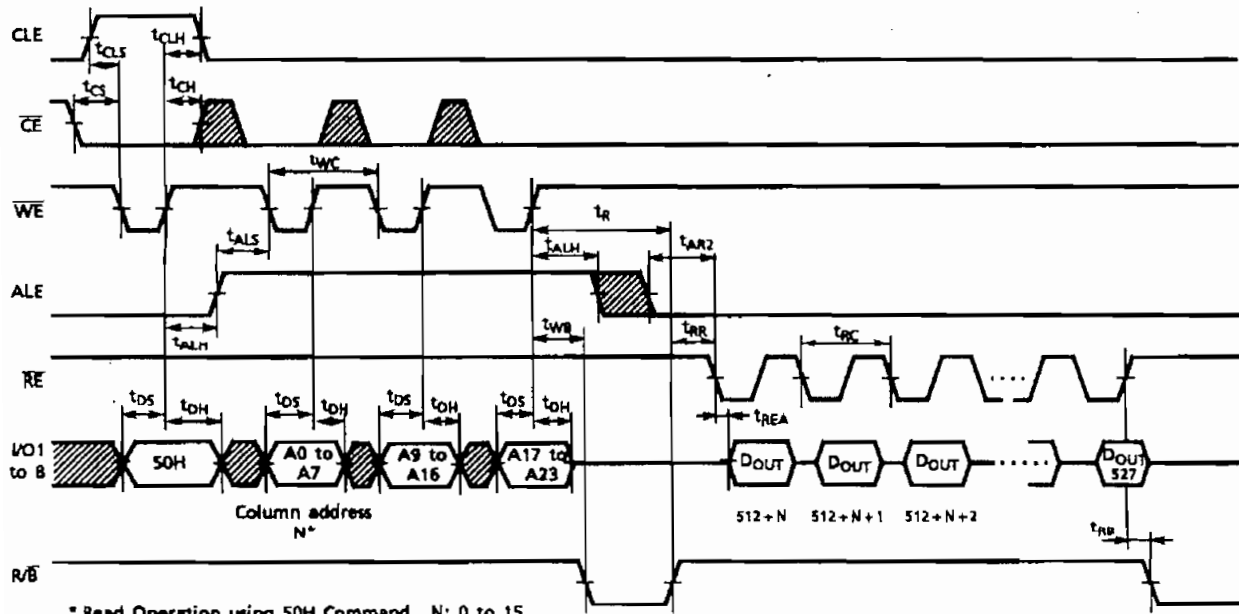 CLE
tCLS
tCLH
tCS
tCH
CE
tWC
WE
tR
tALS
tALH
tAR2
ALE
tALH
tWB
tRR
tRC
RE
tDS
tDH
tDS
tDH
tDS
tDH
tDS
tDH
tREA
I/O1
to 8
50H
A0 to
A7
A9 to
A16
A17 to
A23
DOUT
DOUT
DOUT
DOUT
527
Column address
N*
512+N
512+N+1
512+N+2
tRB
R/B
* Read Operation using 50H Command N: 0 to 15